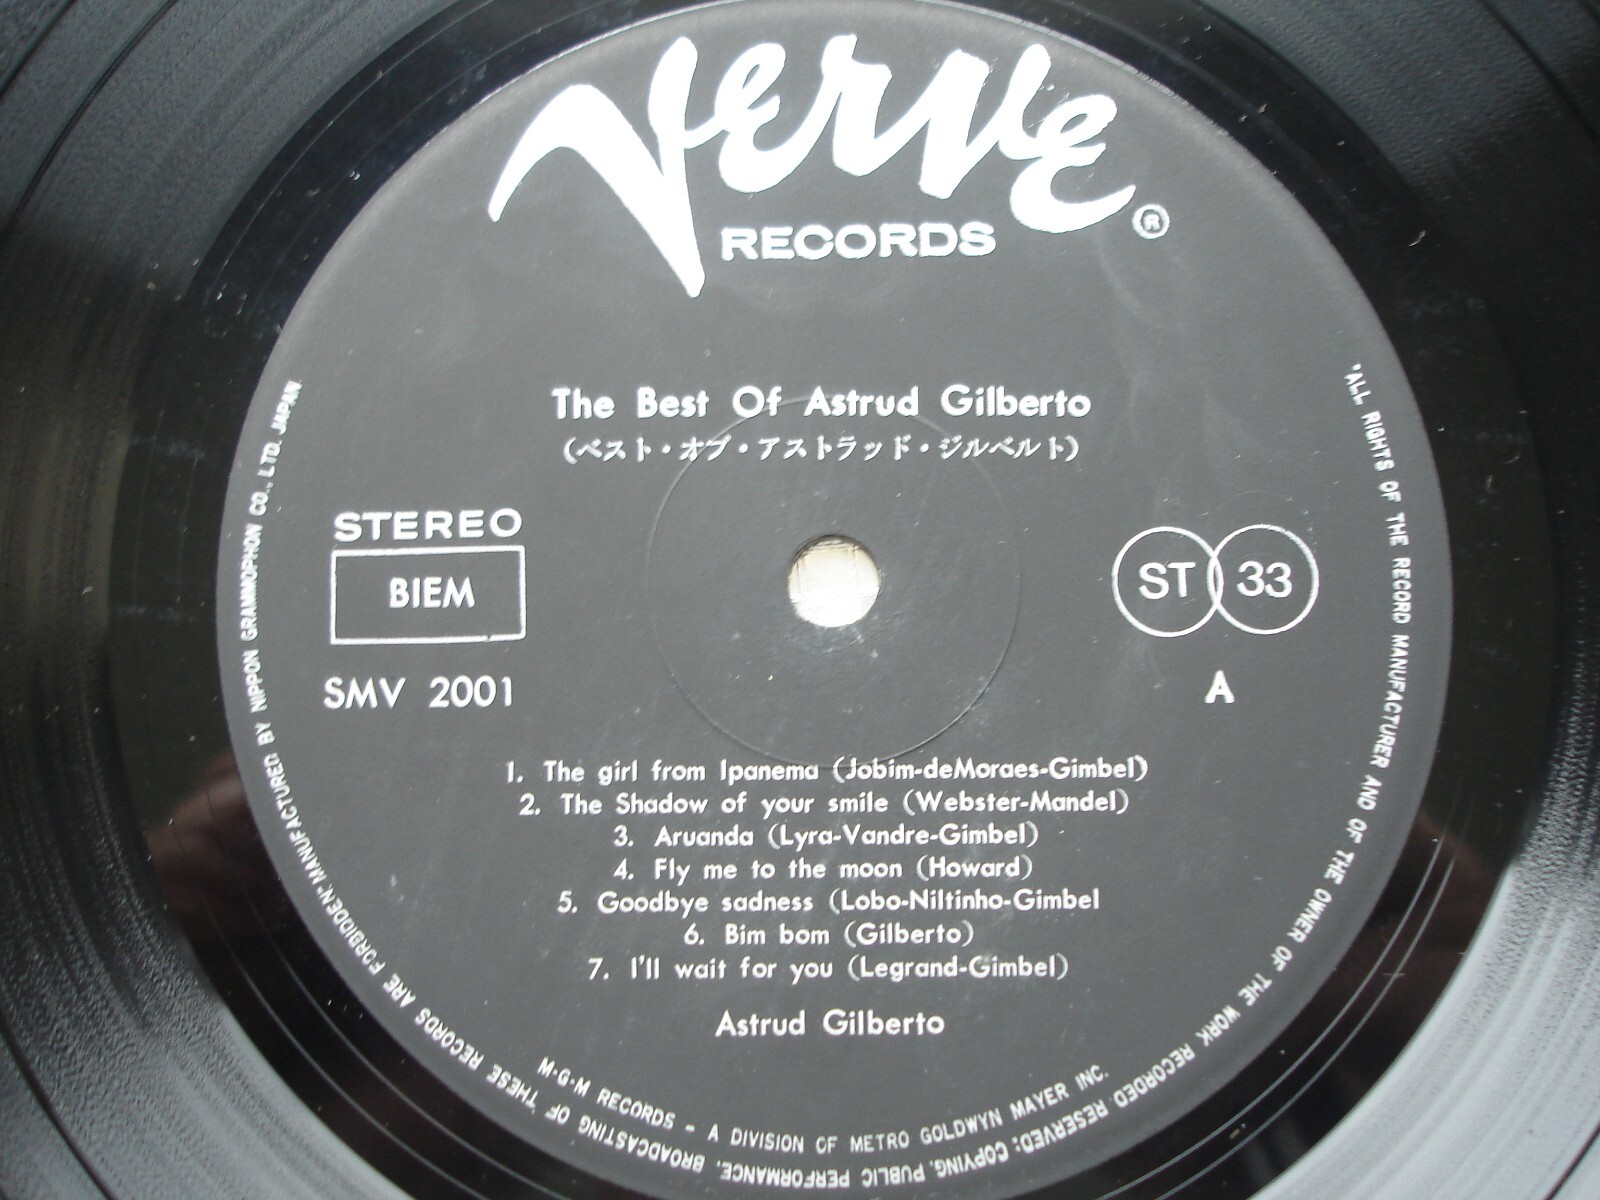 Verve
RECORDS ®
The Best Of Astrud Gilberto
(ベスト・オブ・アストラッド・ジルベルト)
STEREO
BIEM
SMV 2001
ST 33
A
1. The girl from Ipanema (Jobim-deMoraes-Gimbel)
2. The Shadow of your smile (Webster-Mandel)
3. Aruanda (Lyra-Vandre-Gimbel)
4. Fly me to the moon (Howard)
5. Goodbye sadness (Lobo-Niltinho-Gimbel
6. Bim bom (Gilberto)
7. I'll wait for you (Legrand-Gimbel)
Astrud Gilberto
M-G-M RECORDS - A DIVISION OF METRO GOLDWYN MAYER INC.
"ALL RIGHTS OF THE RECORD MANUFACTURER AND OF THE OWNER OF THE WORK RECORDED. RESERVED: COPYING. PUBLIC PERFORMANCE. BROADCASTING OF THESE RECORDS ARE FORBIDDEN." MANUFACTURED BY NIPPON GRAMMOPHON CO., LTD. JAPAN